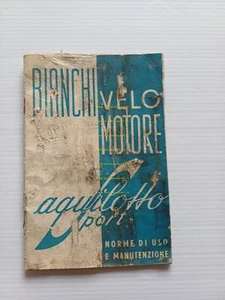 BIANCHI VELO
MOTORE
aquilotto
sport
NORME DI USO
E MANUTENZIONE